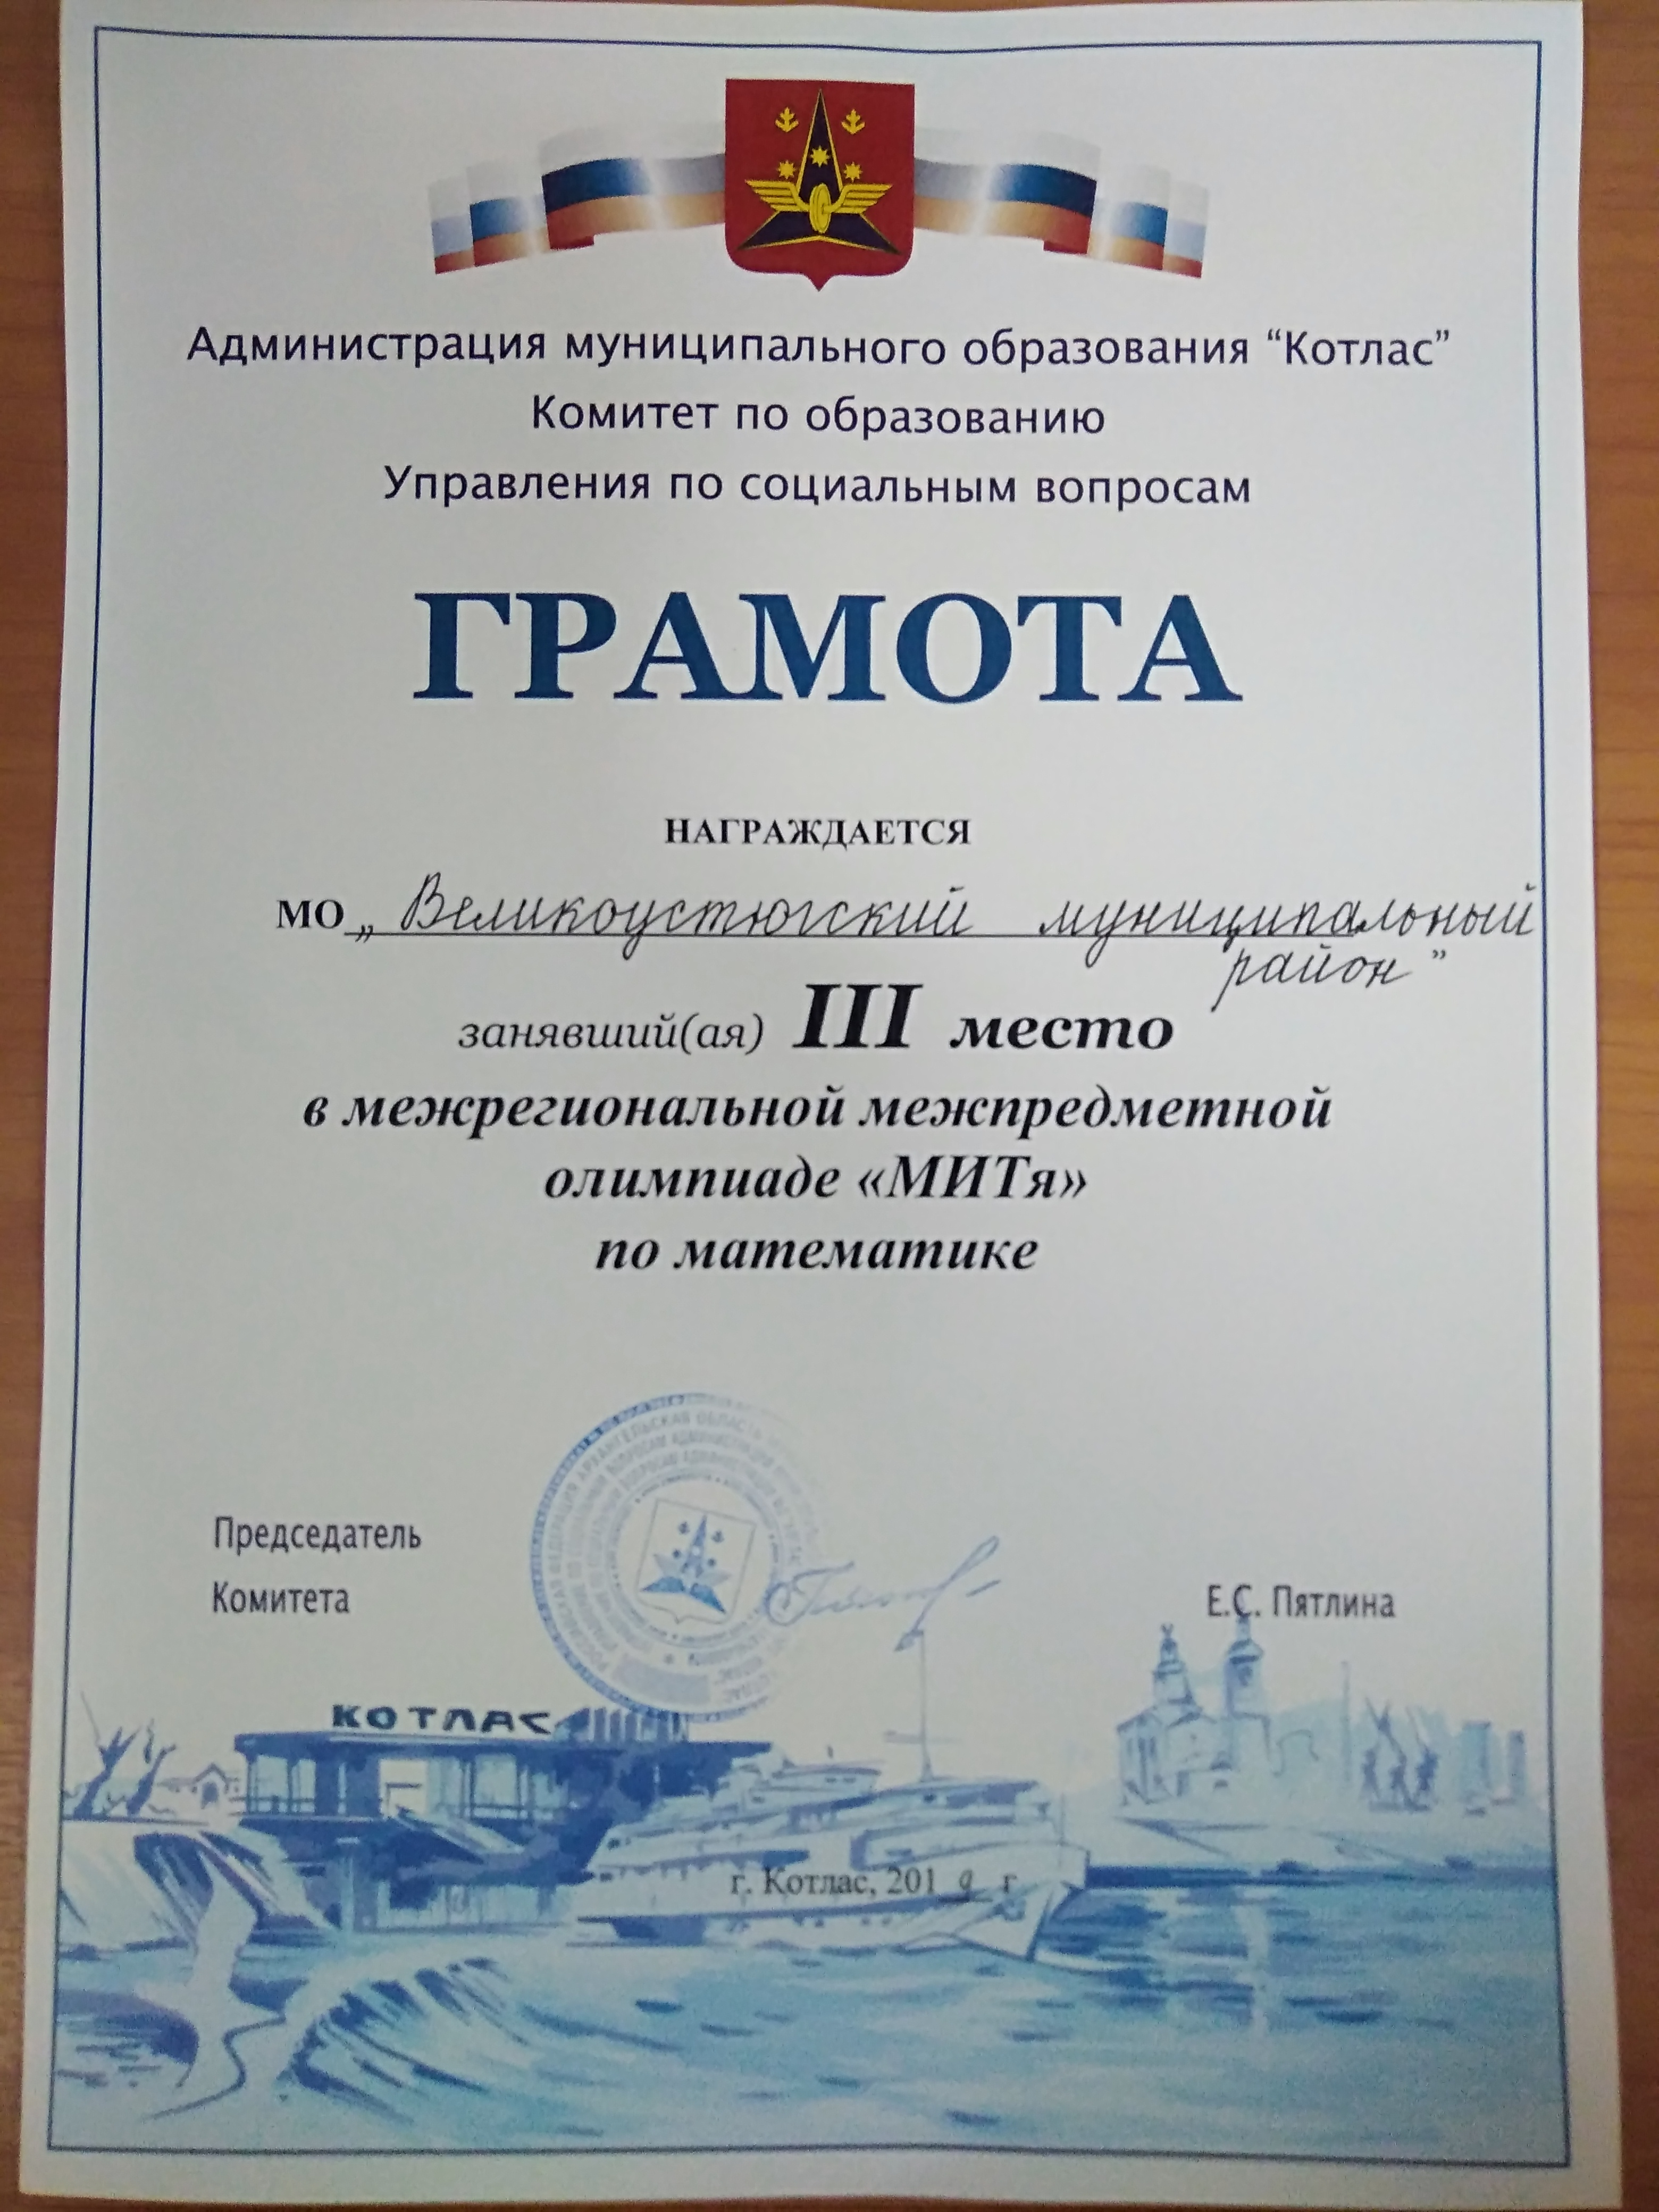 Администрация муниципального образования “Котлас”
Комитет по образованию
Управления по социальным вопросам
ГРАМОТА
НАГРАЖДАЕТСЯ
МО „ Великоустюгский муниципальный
район ”
занявший(ая) III место
в межрегиональной межпредметной
олимпиаде «МИТя»
по математике
Председатель
Комитета
Е.С. Пятлина
КОТЛАС
г. Котлас, 201 9 г